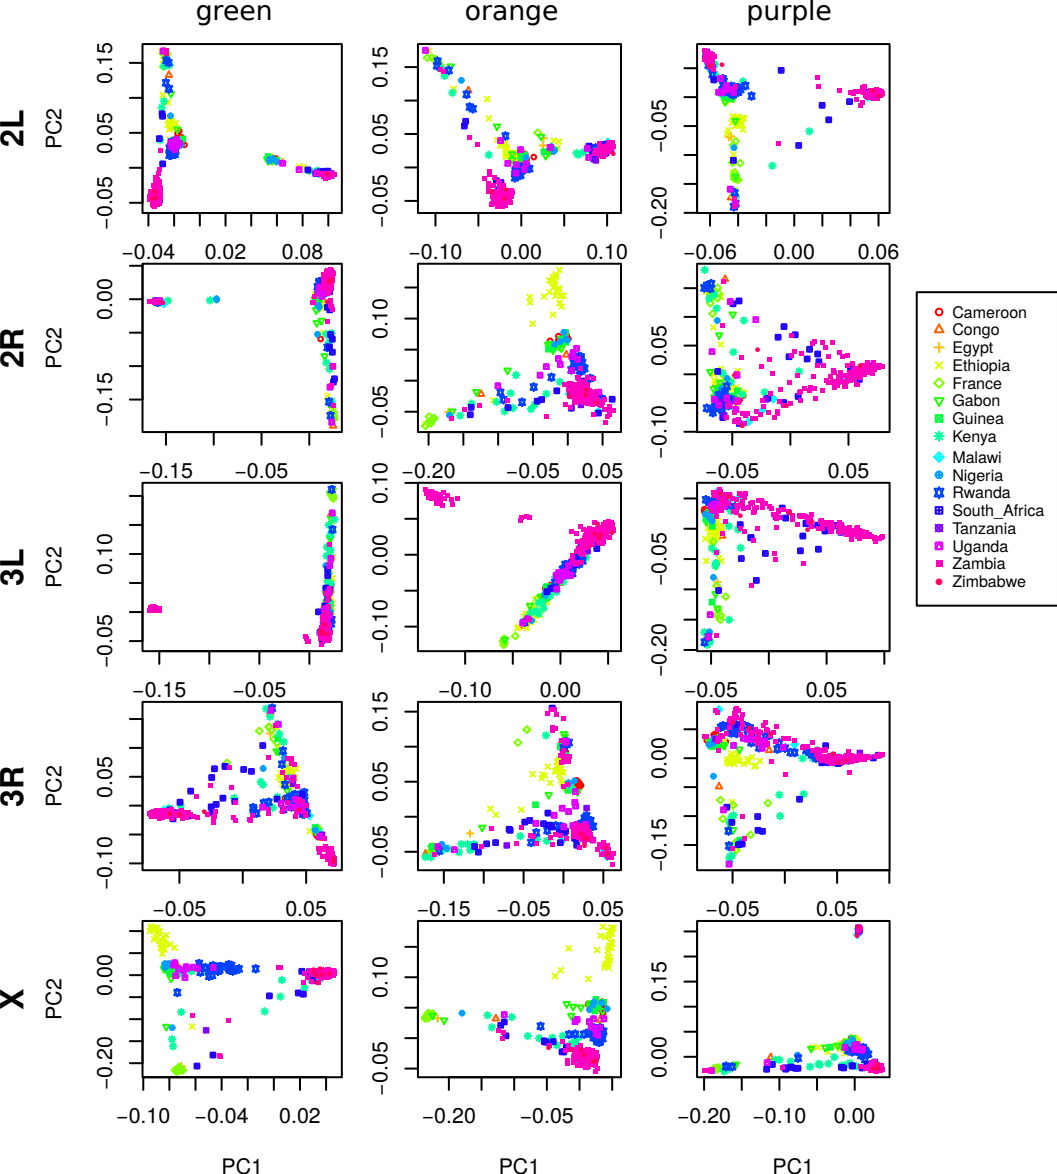 green orange purple
2L
PC2
0.15
0.05
−0.05
0.15
0.05
−0.05
−0.05
−0.20
−0.04 0.02 0.08
−0.10 0.00 0.10
−0.06 0.00 0.06
2R
PC2
0.00
−0.15
0.10
−0.05
0.05
−0.10
−0.15 −0.05
−0.20 −0.05 0.05
−0.05 0.05
3L
PC2
0.10
−0.05
0.10
0.00
−0.10
−0.05
−0.20
−0.15 −0.05
−0.10 0.00
−0.05 0.05
3R
PC2
0.05
−0.10
0.15
0.05
−0.05
0.00
−0.15
−0.05 0.05
−0.15 −0.05 0.05
−0.05 0.05
X
PC2
0.00
−0.20
0.10
−0.05
0.15
0.00
−0.10 −0.04 0.02
−0.20 −0.05
−0.20 −0.10 0.00
PC1 PC1 PC1
Cameroon
Congo
Egypt
Ethiopia
France
Gabon
Guinea
Kenya
Malawi
Nigeria
Rwanda
South_Africa
Tanzania
Uganda
Zambia
Zimbabwe